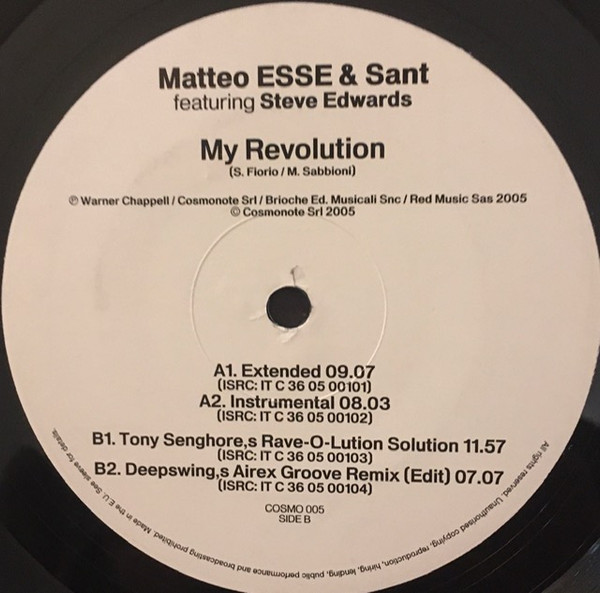 Matteo ESSE & Sant
featuring Steve Edwards
My Revolution
(S. Fiorio / M. Sabbioni)
℗ Warner Chappell / Cosmonote Srl / Brioche Ed. Musicali Snc / Red Music Sas 2005
© Cosmonote Srl 2005
A1. Extended 09.07
(ISRC: IT C 36 05 00101)
A2. Instrumental 08.03
(ISRC: IT C 36 05 00102)
B1. Tony Senghore,s Rave-O-Lution Solution 11.57
(ISRC: IT C 36 05 00103)
B2. Deepswing,s Airex Groove Remix (Edit) 07.07
(ISRC: IT C 36 05 00104)
COSMO 005
SIDE B
All rights reserved. Unauthorised copying, reproduction, hiring, lending, public performance and broadcasting prohibited. Made in the E.U. See sleeve for details.